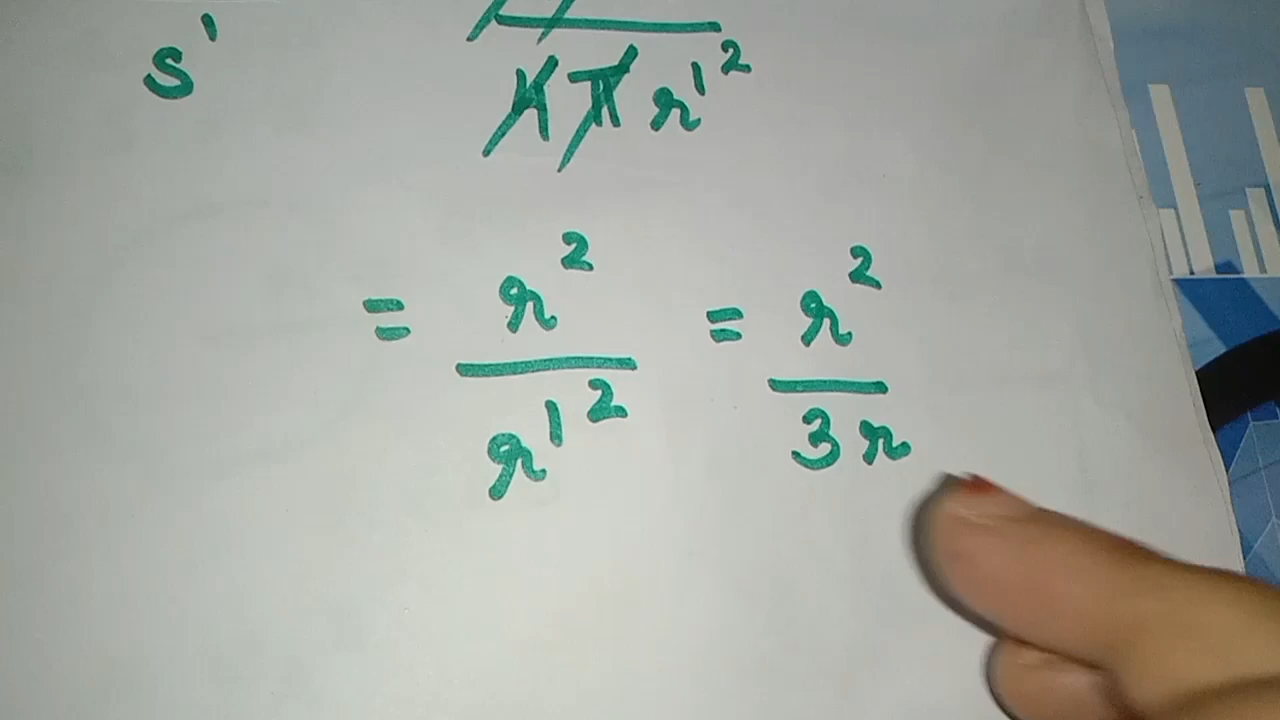 s' 4πr'²
= r²/r'² = r²/3r